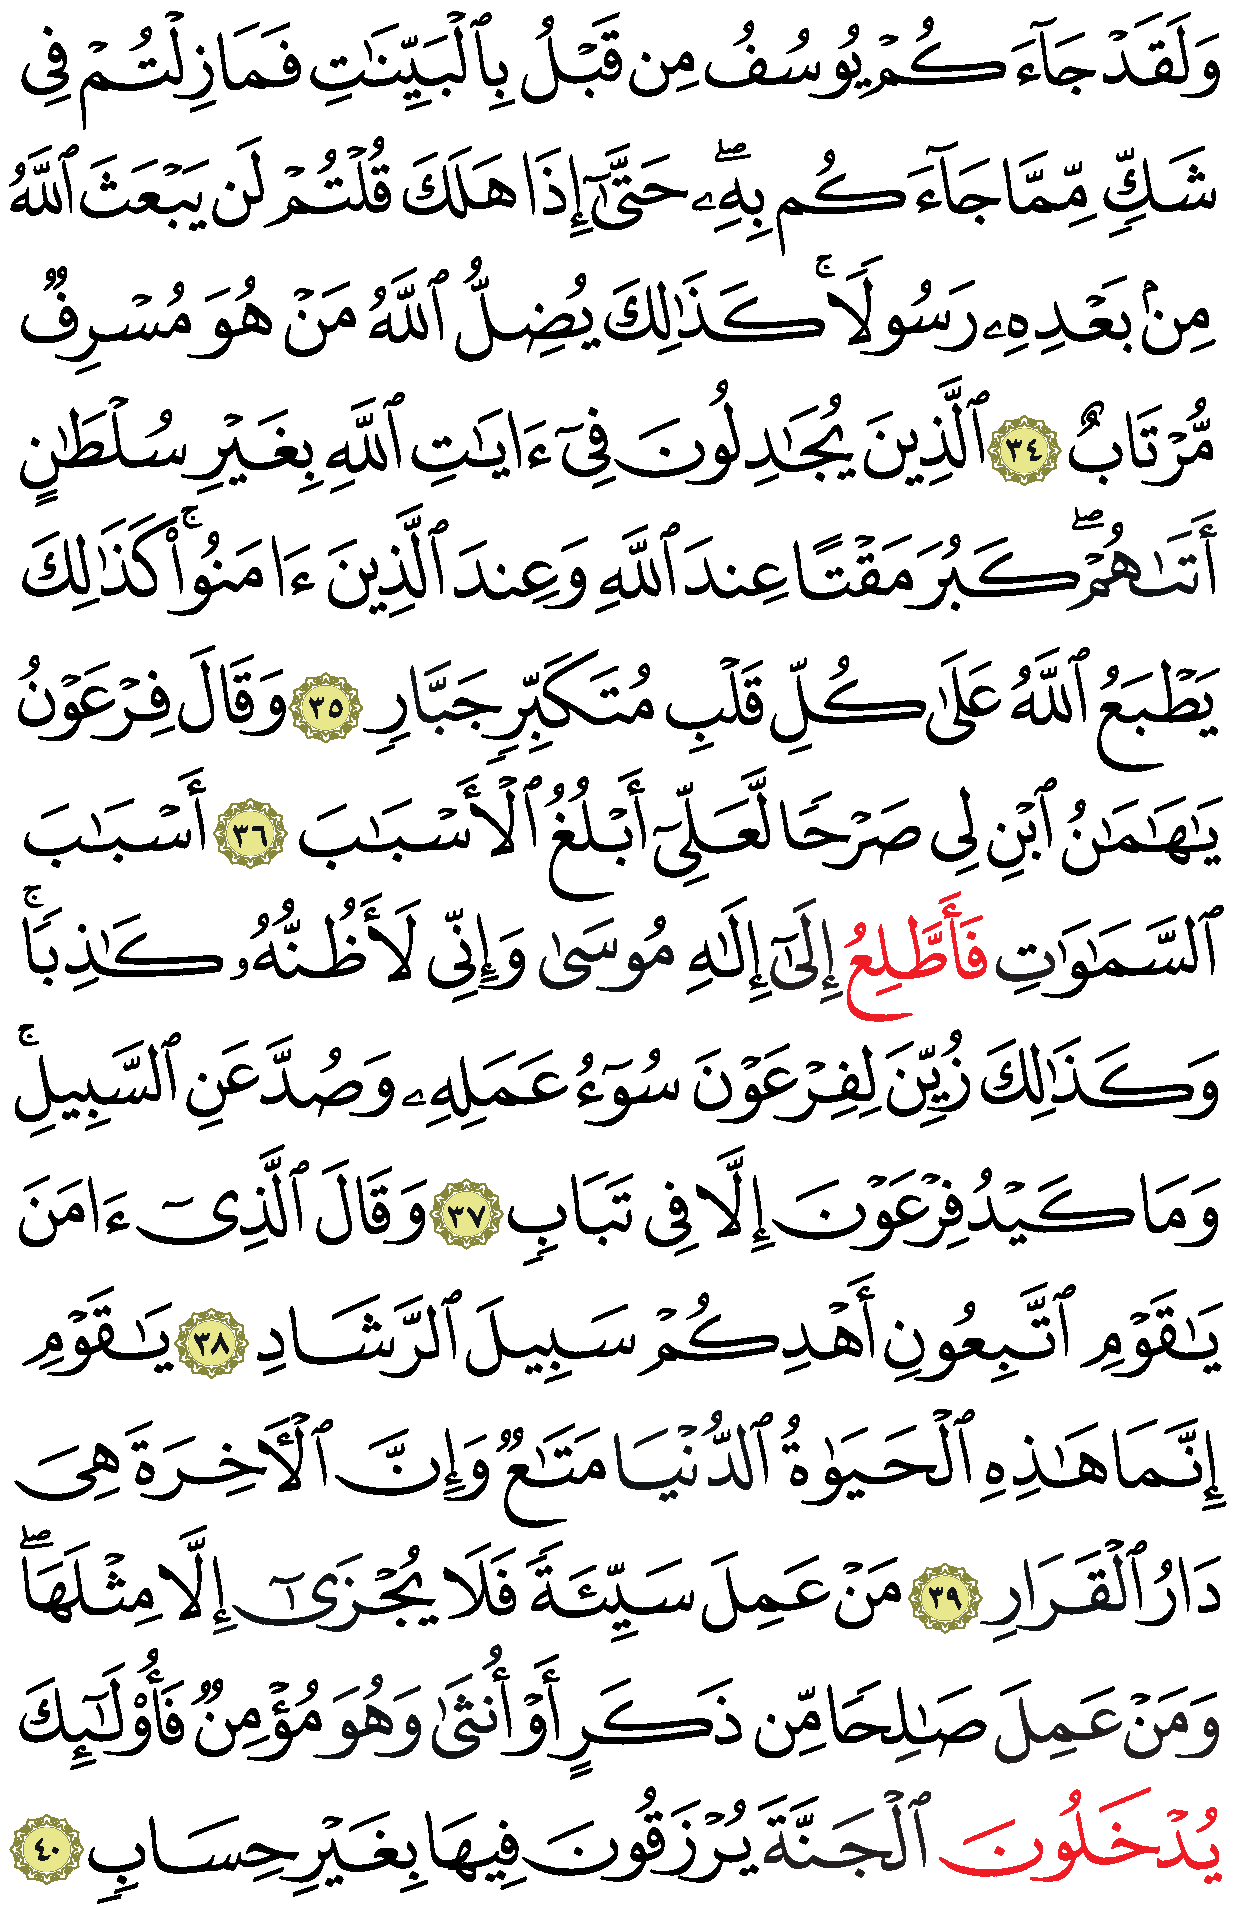 وَلَقَدۡ جَآءَكُمۡ يُوسُفُ مِن قَبۡلُ بِٱلۡبَيِّنَٰتِ فَمَا زِلۡتُمۡ فِي
شَكّٖ مِّمَّا جَآءَكُم بِهِۦۖ حَتَّىٰٓ إِذَا هَلَكَ قُلۡتُمۡ لَن يَبۡعَثَ ٱللَّهُ
مِنۢ بَعۡدِهِۦ رَسُولٗاۚ كَذَٰلِكَ يُضِلُّ ٱللَّهُ مَنۡ هُوَ مُسۡرِفٞ
مُّرۡتَابٌ ٣٤ ٱلَّذِينَ يُجَٰدِلُونَ فِيٓ ءَايَٰتِ ٱللَّهِ بِغَيۡرِ سُلۡطَٰنٍ
أَتَىٰهُمۡۖ كَبُرَ مَقۡتًا عِندَ ٱللَّهِ وَعِندَ ٱلَّذِينَ ءَامَنُواْۚ كَذَٰلِكَ
يَطۡبَعُ ٱللَّهُ عَلَىٰ كُلِّ قَلۡبِ مُتَكَبِّرٖ جَبَّارٖ ٣٥ وَقَالَ فِرۡعَوۡنُ
يَٰهَٰمَٰنُ ٱبۡنِ لِي صَرۡحٗا لَّعَلِّيٓ أَبۡلُغُ ٱلۡأَسۡبَٰبَ ٣٦ أَسۡبَٰبَ
ٱلسَّمَٰوَٰتِ فَأَطَّلِعُ إِلَىٰٓ إِلَٰهِ مُوسَىٰ وَإِنِّي لَأَظُنُّهُۥ كَٰذِبٗاۚ
وَكَذَٰلِكَ زُيِّنَ لِفِرۡعَوۡنَ سُوٓءُ عَمَلِهِۦ وَصُدَّ عَنِ ٱلسَّبِيلِۚ
وَمَا كَيۡدُ فِرۡعَوۡنَ إِلَّا فِي تَبَابٖ ٣٧ وَقَالَ ٱلَّذِيٓ ءَامَنَ
يَٰقَوۡمِ ٱتَّبِعُونِ أَهۡدِكُمۡ سَبِيلَ ٱلرَّشَادِ ٣٨ يَٰقَوۡمِ
إِنَّمَا هَٰذِهِ ٱلۡحَيَوٰةُ ٱلدُّنۡيَا مَتَٰعٞ وَإِنَّ ٱلۡأٓخِرَةَ هِيَ
دَارُ ٱلۡقَرَارِ ٣٩ مَنۡ عَمِلَ سَيِّئَةٗ فَلَا يُجۡزَىٰٓ إِلَّا مِثۡلَهَاۖ
وَمَنۡ عَمِلَ صَٰلِحٗا مِّن ذَكَرٍ أَوۡ أُنثَىٰ وَهُوَ مُؤۡمِنٞ فَأُوْلَٰٓئِكَ
يُدۡخَلُونَ ٱلۡجَنَّةَ يُرۡزَقُونَ فِيهَا بِغَيۡرِ حِسَابٖ ٤٠